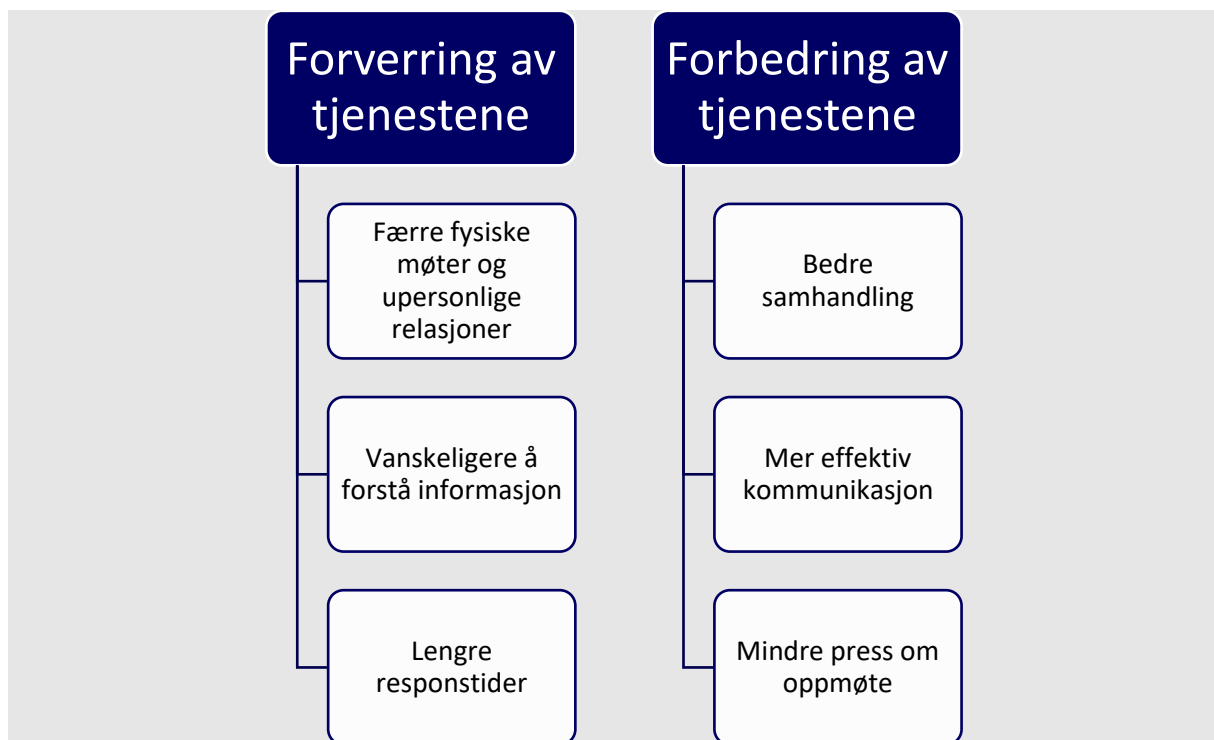 Forverring av
tjenestene
Færre fysiske
møter og
upersonlige
relasjoner
Vanskeligere å
forstå informasjon
Lengre
responstider
Forbedring av
tjenestene
Bedre
samhandling
Mer effektiv
kommunikasjon
Mindre press om
oppmøte